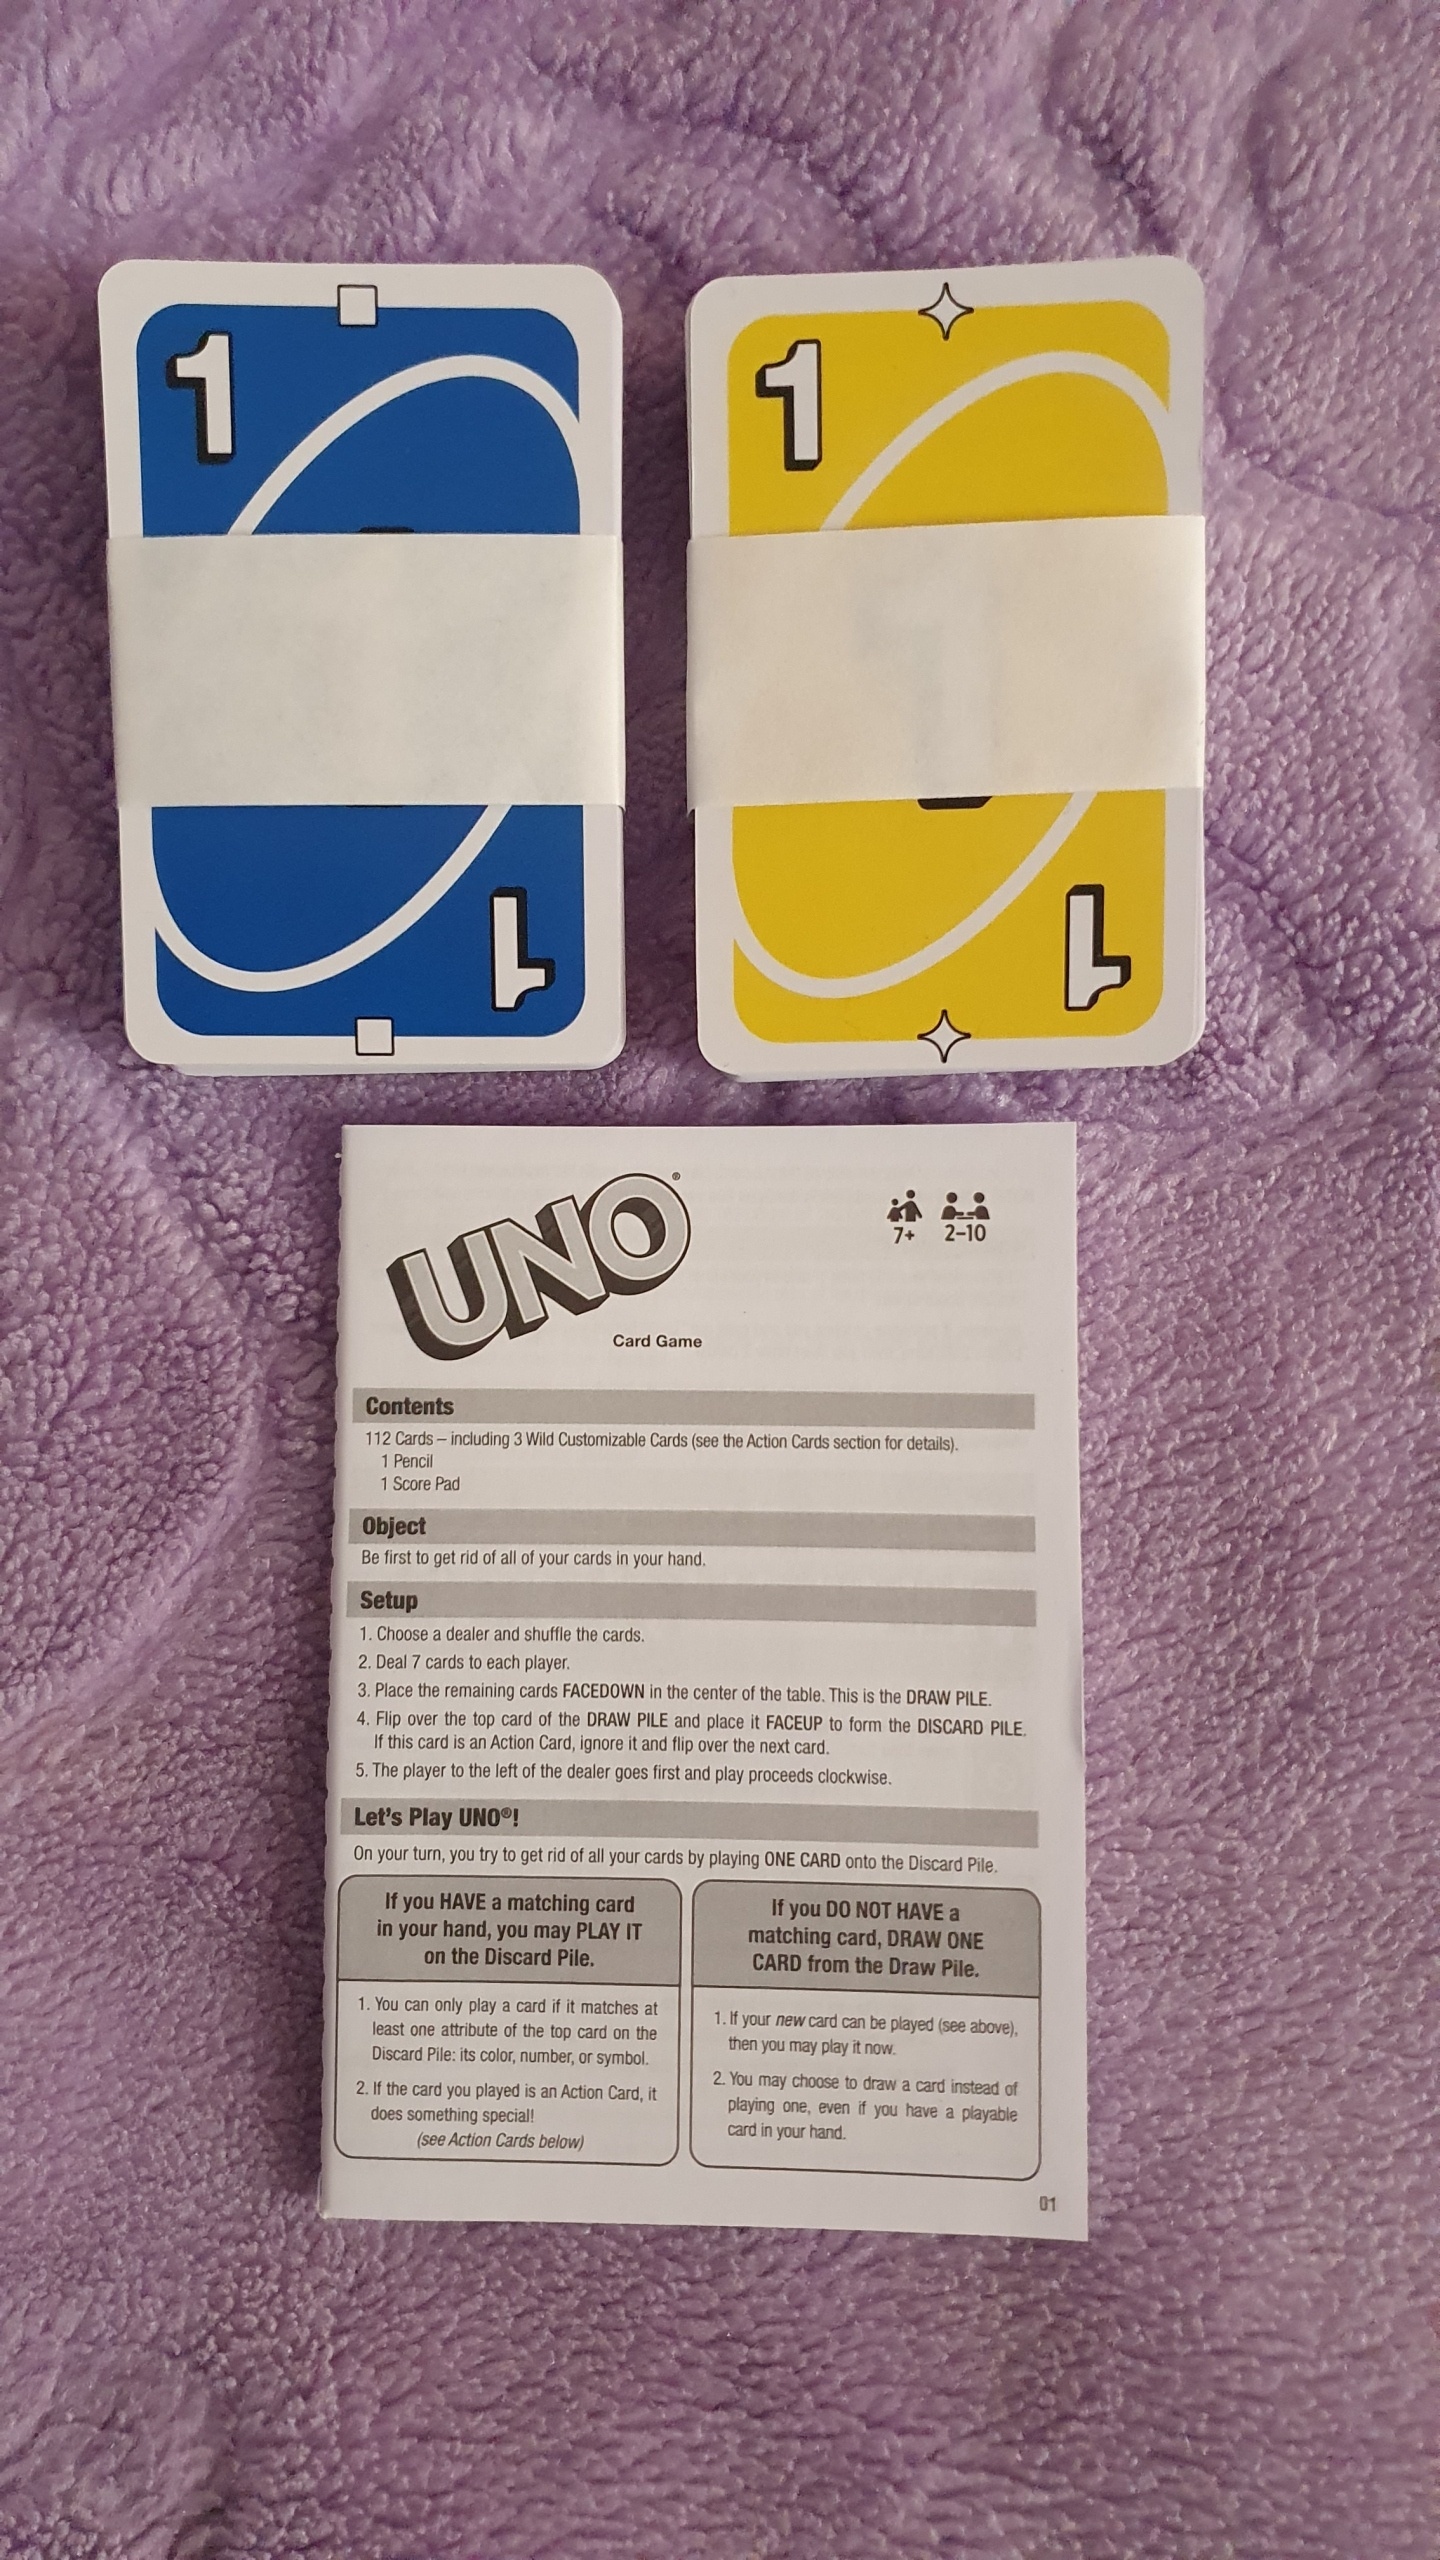 1
1
1
1
UNO®
Card Game
7+ 2–10
Contents
112 Cards – including 3 Wild Customizable Cards (see the Action Cards section for details).
1 Pencil
1 Score Pad
Object
Be first to get rid of all of your cards in your hand.
Setup
1. Choose a dealer and shuffle the cards.
2. Deal 7 cards to each player.
3. Place the remaining cards FACEDOWN in the center of the table. This is the DRAW PILE.
4. Flip over the top card of the DRAW PILE and place it FACEUP to form the DISCARD PILE.
If this card is an Action Card, ignore it and flip over the next card.
5. The player to the left of the dealer goes first and play proceeds clockwise.
Let's Play UNO®!
On your turn, you try to get rid of all your cards by playing ONE CARD onto the Discard Pile.
If you HAVE a matching card
in your hand, you may PLAY IT
on the Discard Pile.
1. You can only play a card if it matches at
least one attribute of the top card on the
Discard Pile: its color, number, or symbol.
2. If the card you played is an Action Card, it
does something special!
(see Action Cards below)
If you DO NOT HAVE a
matching card, DRAW ONE
CARD from the Draw Pile.
1. If your new card can be played (see above),
then you may play it now.
2. You may choose to draw a card instead of
playing one, even if you have a playable
card in your hand.
01